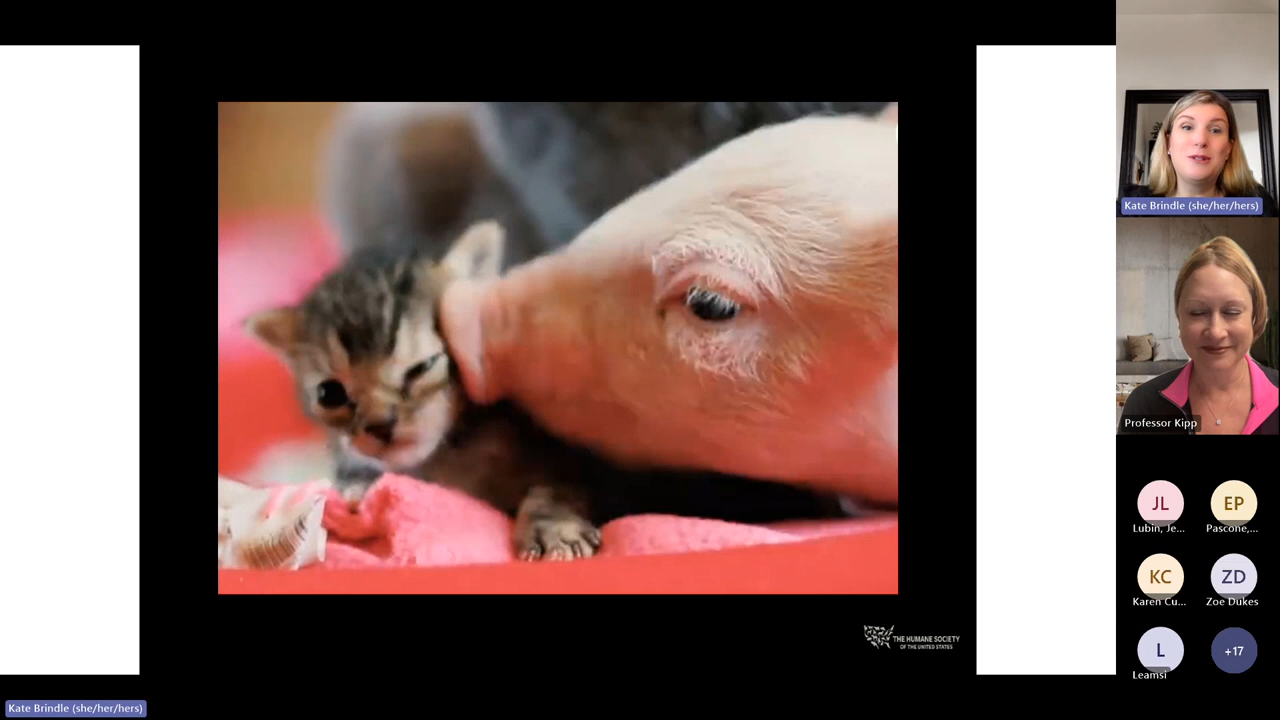 THE HUMANE SOCIETY
OF THE UNITED STATES
Kate Brindle (she/her/hers)
Kate Brindle (she/her/hers)
Professor Kipp
JL
EP
Lubin, Je...
Pascone,...
KC
ZD
Karen Cu...
Zoe Dukes
L
+17
Leamsi